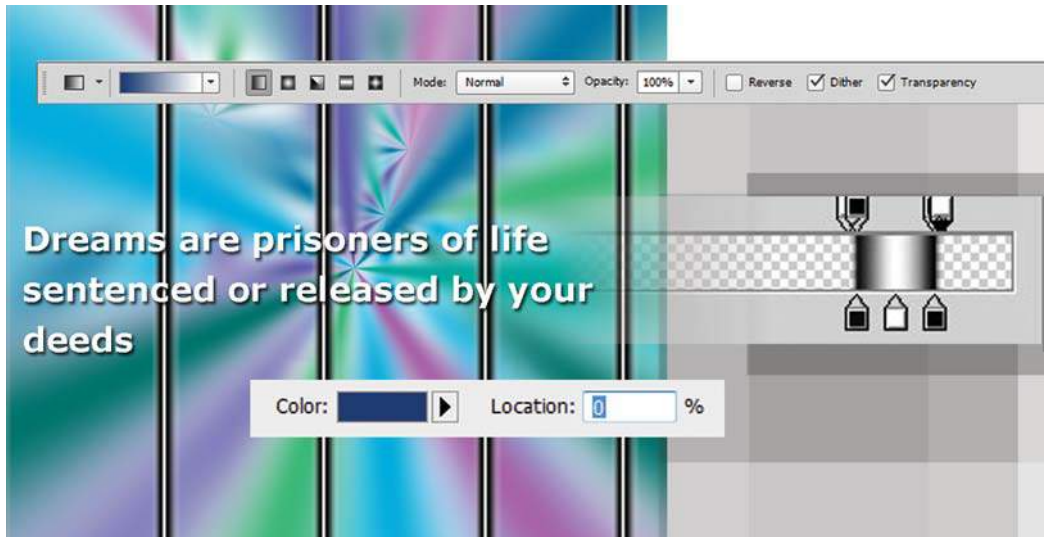 Mode: Normal Opacity: 100% Reverse Dither Transparency
Dreams are prisoners of life
sentenced or released by your
deeds
Color: Location: 0 %